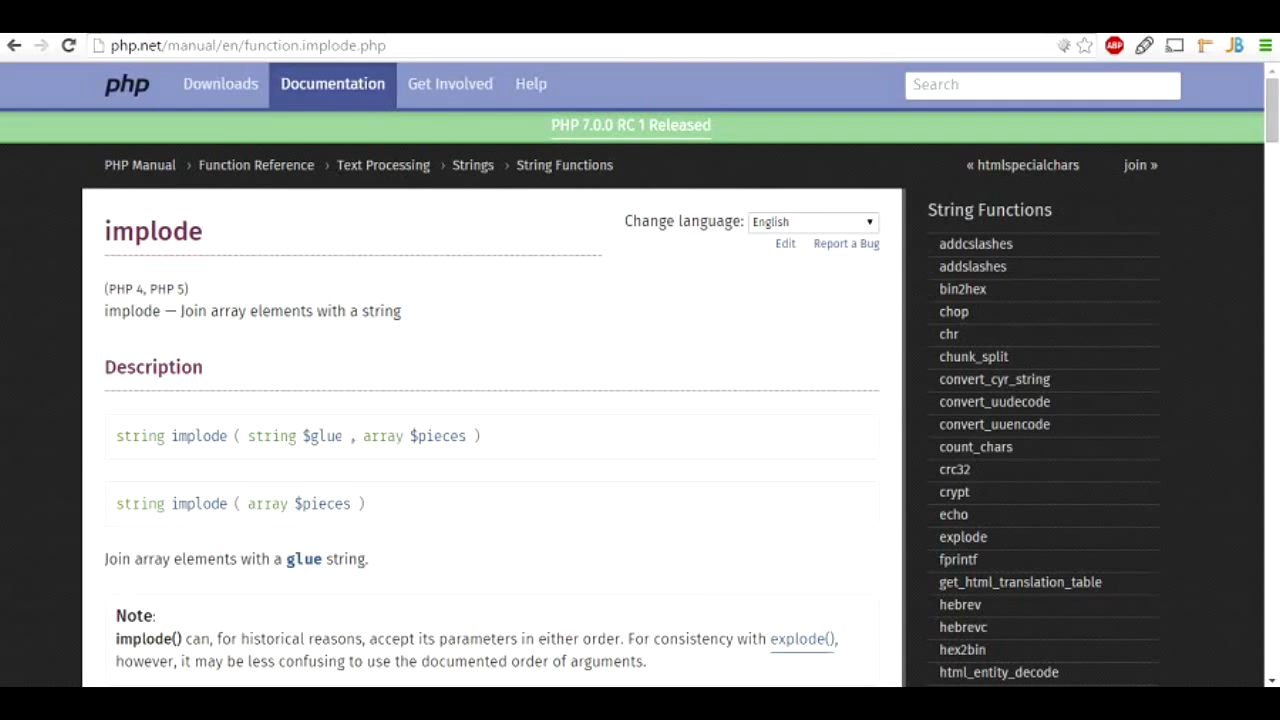 php.net/manual/en/function.implode.php
ABP
JB
php Downloads Documentation Get Involved Help Search
PHP 7.0.0 RC 1 Released
PHP Manual › Function Reference › Text Processing › Strings › String Functions « htmlspecialchars join »
implode
Change language: English
Edit Report a Bug
(PHP 4, PHP 5)
implode — Join array elements with a string
Description
string implode ( string $glue , array $pieces )
string implode ( array $pieces )
Join array elements with a glue string.
Note:
implode() can, for historical reasons, accept its parameters in either order. For consistency with explode(),
however, it may be less confusing to use the documented order of arguments.
String Functions
addcslashes
addslashes
bin2hex
chop
chr
chunk_split
convert_cyr_string
convert_uudecode
convert_uuencode
count_chars
crc32
crypt
echo
explode
fprintf
get_html_translation_table
hebrev
hebrevc
hex2bin
html_entity_decode